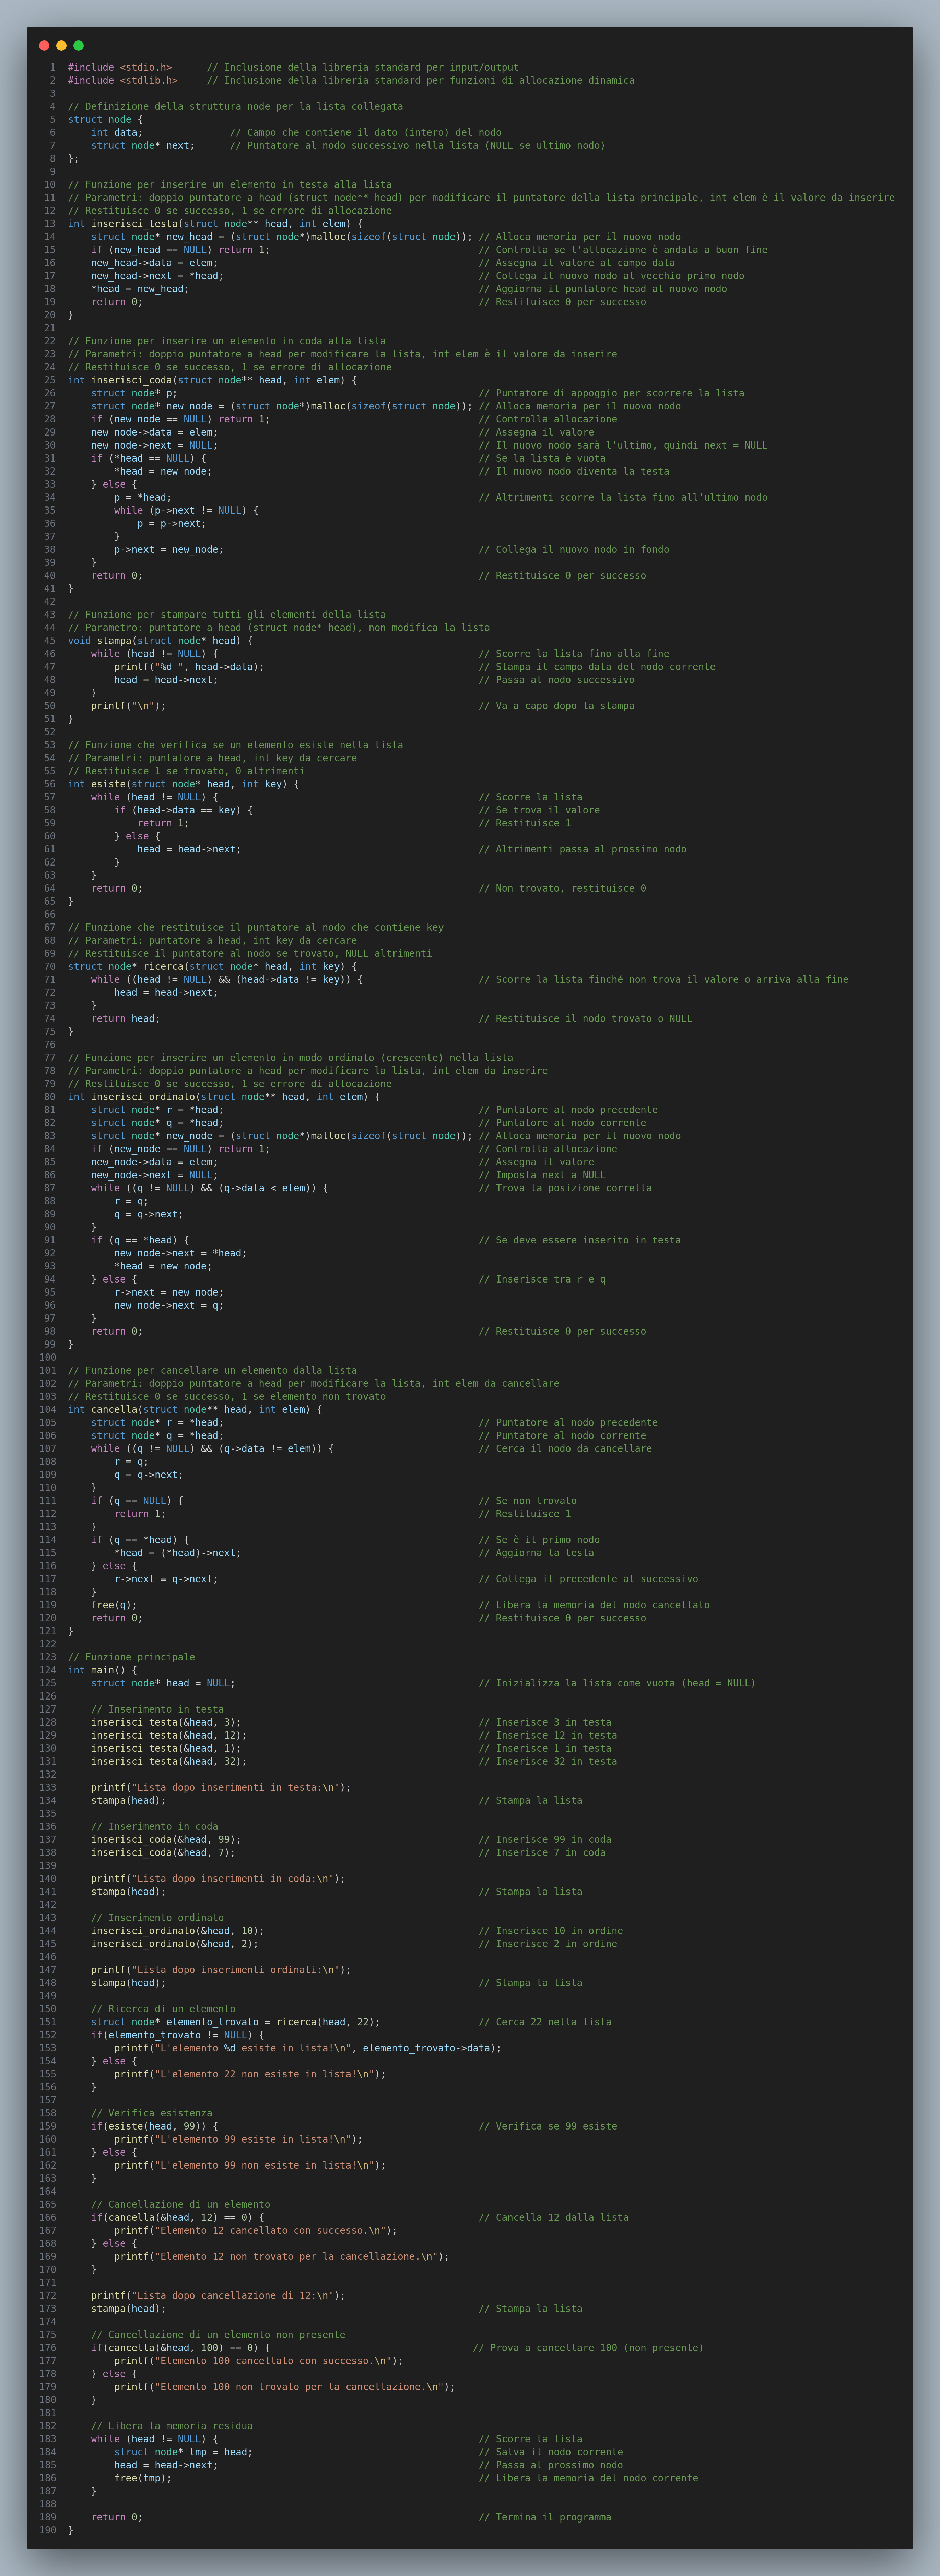 1 #include <stdio.h>      // Inclusione della libreria standard per input/output
2 #include <stdlib.h>     // Inclusione della libreria standard per funzioni di allocazione dinamica
3
4 // Definizione della struttura node per la lista collegata
5 struct node {
6     int data;               // Campo che contiene il dato (intero) del nodo
7     struct node* next;      // Puntatore al nodo successivo nella lista (NULL se ultimo nodo)
8 };
9
10 // Funzione per inserire un elemento in testa alla lista
11 // Parametri: doppio puntatore a head (struct node** head) per modificare il puntatore della lista principale, int elem è il valore da inserire
12 // Restituisce 0 se successo, 1 se errore di allocazione
13 int inserisci_testa(struct node** head, int elem) {
14     struct node* new_head = (struct node*)malloc(sizeof(struct node)); // Alloca memoria per il nuovo nodo
15     if (new_head == NULL) return 1;                                    // Controlla se l'allocazione è andata a buon fine
16     new_head->data = elem;                                             // Assegna il valore al campo data
17     new_head->next = *head;                                            // Collega il nuovo nodo al vecchio primo nodo
18     *head = new_head;                                                  // Aggiorna il puntatore head al nuovo nodo
19     return 0;                                                          // Restituisce 0 per successo
20 }
21
22 // Funzione per inserire un elemento in coda alla lista
23 // Parametri: doppio puntatore a head per modificare la lista, int elem è il valore da inserire
24 // Restituisce 0 se successo, 1 se errore di allocazione
25 int inserisci_coda(struct node** head, int elem) {
26     struct node* p;                                                    // Puntatore di appoggio per scorrere la lista
27     struct node* new_node = (struct node*)malloc(sizeof(struct node)); // Alloca memoria per il nuovo nodo
28     if (new_node == NULL) return 1;                                    // Controlla allocazione
29     new_node->data = elem;                                             // Assegna il valore
30     new_node->next = NULL;                                             // Il nuovo nodo sarà l'ultimo, quindi next = NULL
31     if (*head == NULL) {                                               // Se la lista è vuota
32         *head = new_node;                                              // Il nuovo nodo diventa la testa
33     } else {
34         p = *head;                                                     // Altrimenti scorre la lista fino all'ultimo nodo
35         while (p->next != NULL) {
36             p = p->next;
37         }
38         p->next = new_node;                                            // Collega il nuovo nodo in fondo
39     }
40     return 0;                                                          // Restituisce 0 per successo
41 }
42
43 // Funzione per stampare tutti gli elementi della lista
44 // Parametro: puntatore a head (struct node* head), non modifica la lista
45 void stampa(struct node* head) {
46     while (head != NULL) {                                             // Scorre la lista fino alla fine
47         printf("%d ", head->data);                                     // Stampa il campo data del nodo corrente
48         head = head->next;                                             // Passa al nodo successivo
49     }
50     printf("\n");                                                      // Va a capo dopo la stampa
51 }
52
53 // Funzione che verifica se un elemento esiste nella lista
54 // Parametri: puntatore a head, int key da cercare
55 // Restituisce 1 se trovato, 0 altrimenti
56 int esiste(struct node* head, int key) {
57     while (head != NULL) {                                             // Scorre la lista
58         if (head->data == key) {                                       // Se trova il valore
59             return 1;                                                  // Restituisce 1
60         } else {
61             head = head->next;                                         // Altrimenti passa al prossimo nodo
62         }
63     }
64     return 0;                                                          // Non trovato, restituisce 0
65 }
66
67 // Funzione che restituisce il puntatore al nodo che contiene key
68 // Parametri: puntatore a head, int key da cercare
69 // Restituisce il puntatore al nodo se trovato, NULL altrimenti
70 struct node* ricerca(struct node* head, int key) {
71     while ((head != NULL) && (head->data != key)) {                    // Scorre la lista finché non trova il valore o arriva alla fine
72         head = head->next;
73     }
74     return head;                                                       // Restituisce il nodo trovato o NULL
75 }
76
77 // Funzione per inserire un elemento in modo ordinato (crescente) nella lista
78 // Parametri: doppio puntatore a head per modificare la lista, int elem da inserire
79 // Restituisce 0 se successo, 1 se errore di allocazione
80 int inserisci_ordinato(struct node** head, int elem) {
81     struct node* r = *head;                                            // Puntatore al nodo precedente
82     struct node* q = *head;                                            // Puntatore al nodo corrente
83     struct node* new_node = (struct node*)malloc(sizeof(struct node)); // Alloca memoria per il nuovo nodo
84     if (new_node == NULL) return 1;                                    // Controlla allocazione
85     new_node->data = elem;                                             // Assegna il valore
86     new_node->next = NULL;                                             // Imposta next a NULL
87     while ((q != NULL) && (q->data < elem)) {                          // Trova la posizione corretta
88         r = q;
89         q = q->next;
90     }
91     if (q == *head) {                                                  // Se deve essere inserito in testa
92         new_node->next = *head;
93         *head = new_node;
94     } else {                                                           // Inserisce tra r e q
95         r->next = new_node;
96         new_node->next = q;
97     }
98     return 0;                                                          // Restituisce 0 per successo
99 }
100
101 // Funzione per cancellare un elemento dalla lista
102 // Parametri: doppio puntatore a head per modificare la lista, int elem da cancellare
103 // Restituisce 0 se successo, 1 se elemento non trovato
104 int cancella(struct node** head, int elem) {
105     struct node* r = *head;                                            // Puntatore al nodo precedente
106     struct node* q = *head;                                            // Puntatore al nodo corrente
107     while ((q != NULL) && (q->data != elem)) {                         // Cerca il nodo da cancellare
108         r = q;
109         q = q->next;
110     }
111     if (q == NULL) {                                                   // Se non trovato
112         return 1;                                                      // Restituisce 1
113     }
114     if (q == *head) {                                                  // Se è il primo nodo
115         *head = (*head)->next;                                         // Aggiorna la testa
116     } else {
117         r->next = q->next;                                             // Collega il precedente al successivo
118     }
119     free(q);                                                           // Libera la memoria del nodo cancellato
120     return 0;                                                          // Restituisce 0 per successo
121 }
122
123 // Funzione principale
124 int main() {
125     struct node* head = NULL;                                          // Inizializza la lista come vuota (head = NULL)
126
127     // Inserimento in testa
128     inserisci_testa(&head, 3);                                         // Inserisce 3 in testa
129     inserisci_testa(&head, 12);                                        // Inserisce 12 in testa
130     inserisci_testa(&head, 1);                                         // Inserisce 1 in testa
131     inserisci_testa(&head, 32);                                        // Inserisce 32 in testa
132
133     printf("Lista dopo inserimenti in testa:\n");
134     stampa(head);                                                      // Stampa la lista
135
136     // Inserimento in coda
137     inserisci_coda(&head, 99);                                         // Inserisce 99 in coda
138     inserisci_coda(&head, 7);                                          // Inserisce 7 in coda
139
140     printf("Lista dopo inserimenti in coda:\n");
141     stampa(head);                                                      // Stampa la lista
142
143     // Inserimento ordinato
144     inserisci_ordinato(&head, 10);                                     // Inserisce 10 in ordine
145     inserisci_ordinato(&head, 2);                                      // Inserisce 2 in ordine
146
147     printf("Lista dopo inserimenti ordinati:\n");
148     stampa(head);                                                      // Stampa la lista
149
150     // Ricerca di un elemento
151     struct node* elemento_trovato = ricerca(head, 22);                 // Cerca 22 nella lista
152     if(elemento_trovato != NULL) {
153         printf("L'elemento %d esiste in lista!\n", elemento_trovato->data);
154     } else {
155         printf("L'elemento 22 non esiste in lista!\n");
156     }
157
158     // Verifica esistenza
159     if(esiste(head, 99)) {                                             // Verifica se 99 esiste
160         printf("L'elemento 99 esiste in lista!\n");
161     } else {
162         printf("L'elemento 99 non esiste in lista!\n");
163     }
164
165     // Cancellazione di un elemento
166     if(cancella(&head, 12) == 0) {                                     // Cancella 12 dalla lista
167         printf("Elemento 12 cancellato con successo.\n");
168     } else {
169         printf("Elemento 12 non trovato per la cancellazione.\n");
170     }
171
172     printf("Lista dopo cancellazione di 12:\n");
173     stampa(head);                                                      // Stampa la lista
174
175     // Cancellazione di un elemento non presente
176     if(cancella(&head, 100) == 0) {                                   // Prova a cancellare 100 (non presente)
177         printf("Elemento 100 cancellato con successo.\n");
178     } else {
179         printf("Elemento 100 non trovato per la cancellazione.\n");
180     }
181
182     // Libera la memoria residua
183     while (head != NULL) {                                             // Scorre la lista
184         struct node* tmp = head;                                       // Salva il nodo corrente
185         head = head->next;                                             // Passa al prossimo nodo
186         free(tmp);                                                     // Libera la memoria del nodo corrente
187     }
188
189     return 0;                                                          // Termina il programma
190 }